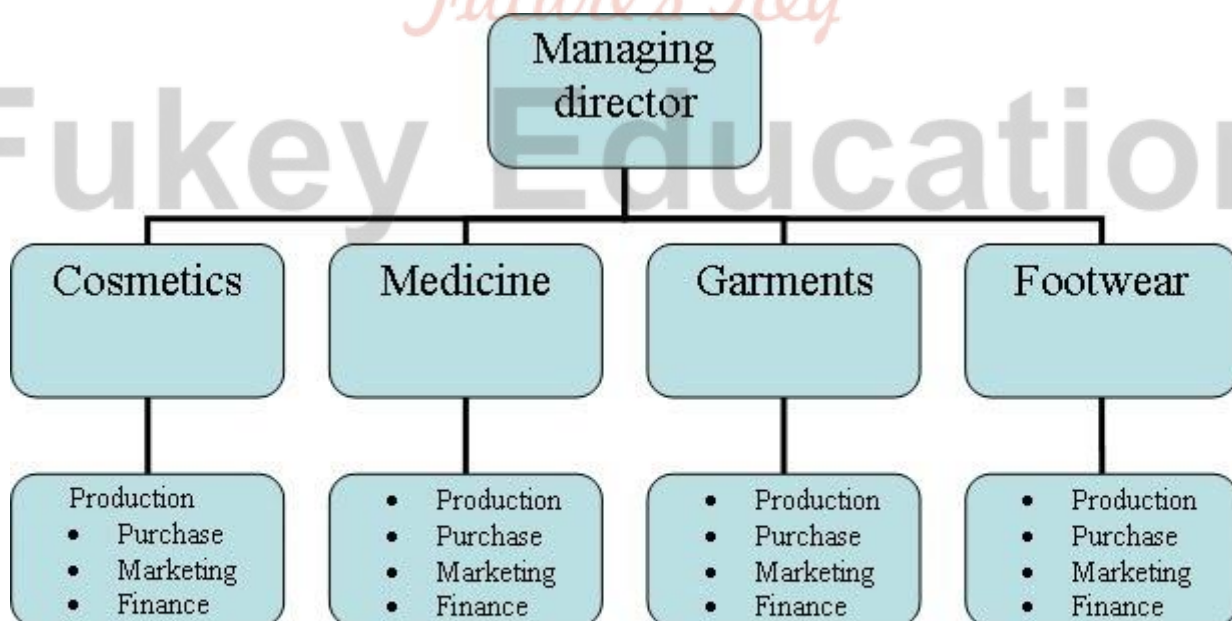 Future's Key
Fukey Education
Managing
director
Cosmetics
Medicine
Garments
Footwear
Production
• Purchase
• Marketing
• Finance
• Production
• Purchase
• Marketing
• Finance
• Production
• Purchase
• Marketing
• Finance
• Production
• Purchase
• Marketing
• Finance